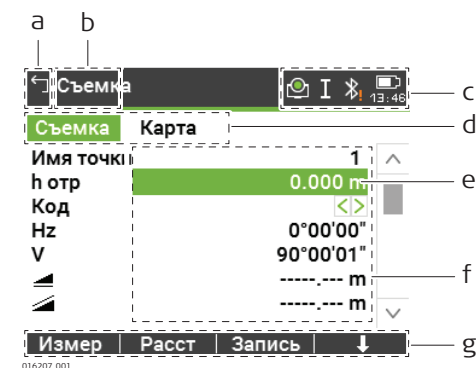 a b
Съемка I 13:46 c
Съемка Карта d
Имя точки 1
h отр 0.000 m e
Код <>
Hz 0°00'00"
V 90°00'01"
-----.--- m f
-----.--- m
Измер Расст Запись g
016207_001